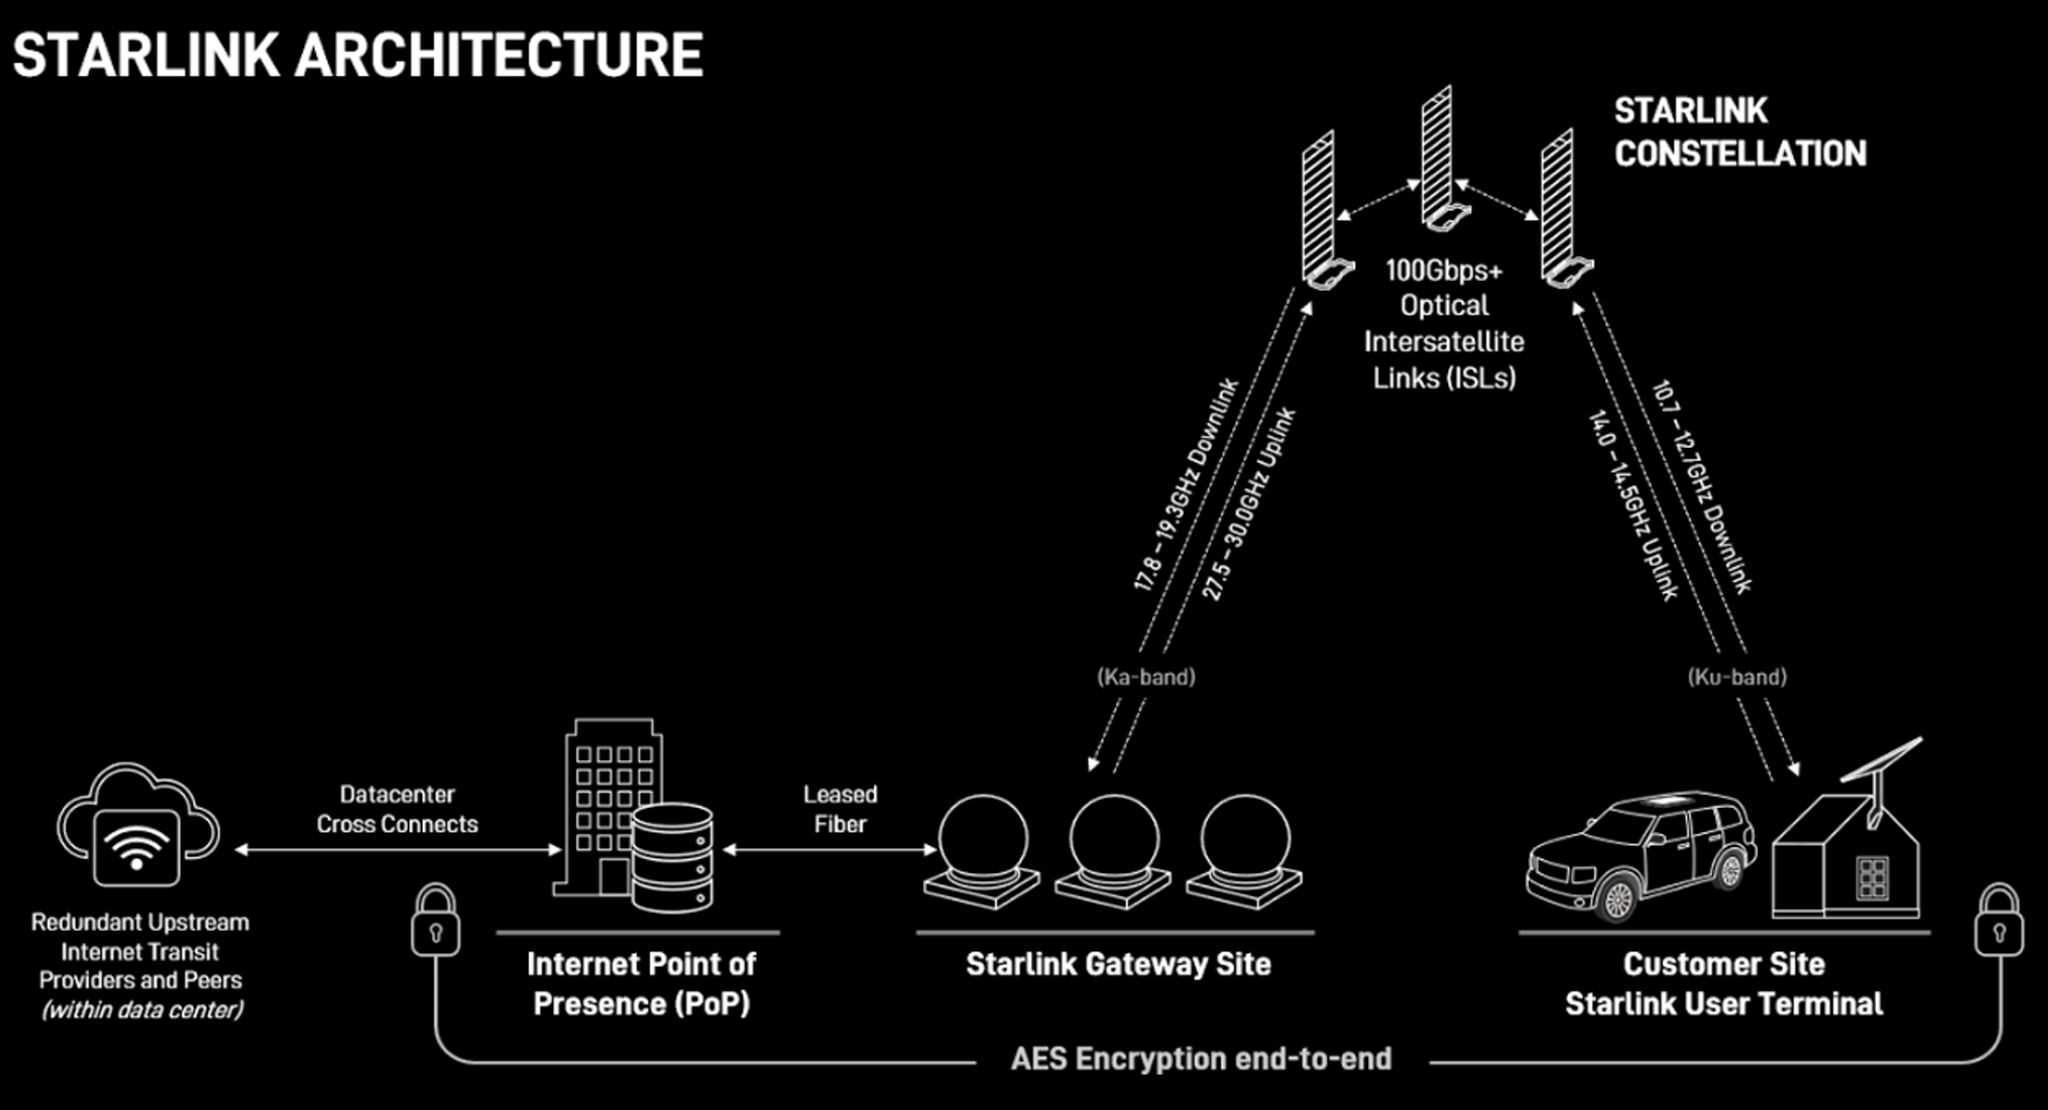 STARLINK ARCHITECTURE
STARLINK
CONSTELLATION
100Gbps+
Optical
Intersatellite
Links (ISLs)
17.8 – 19.3GHz Downlink
27.5 – 30.0GHz Uplink
14.0 – 14.5GHz Uplink
10.7 – 12.7GHz Downlink
(Ka-band)
(Ku-band)
Datacenter
Cross Connects
Leased
Fiber
Redundant Upstream
Internet Transit
Providers and Peers
(within data center)
Internet Point of
Presence (PoP)
Starlink Gateway Site
Customer Site
Starlink User Terminal
AES Encryption end-to-end